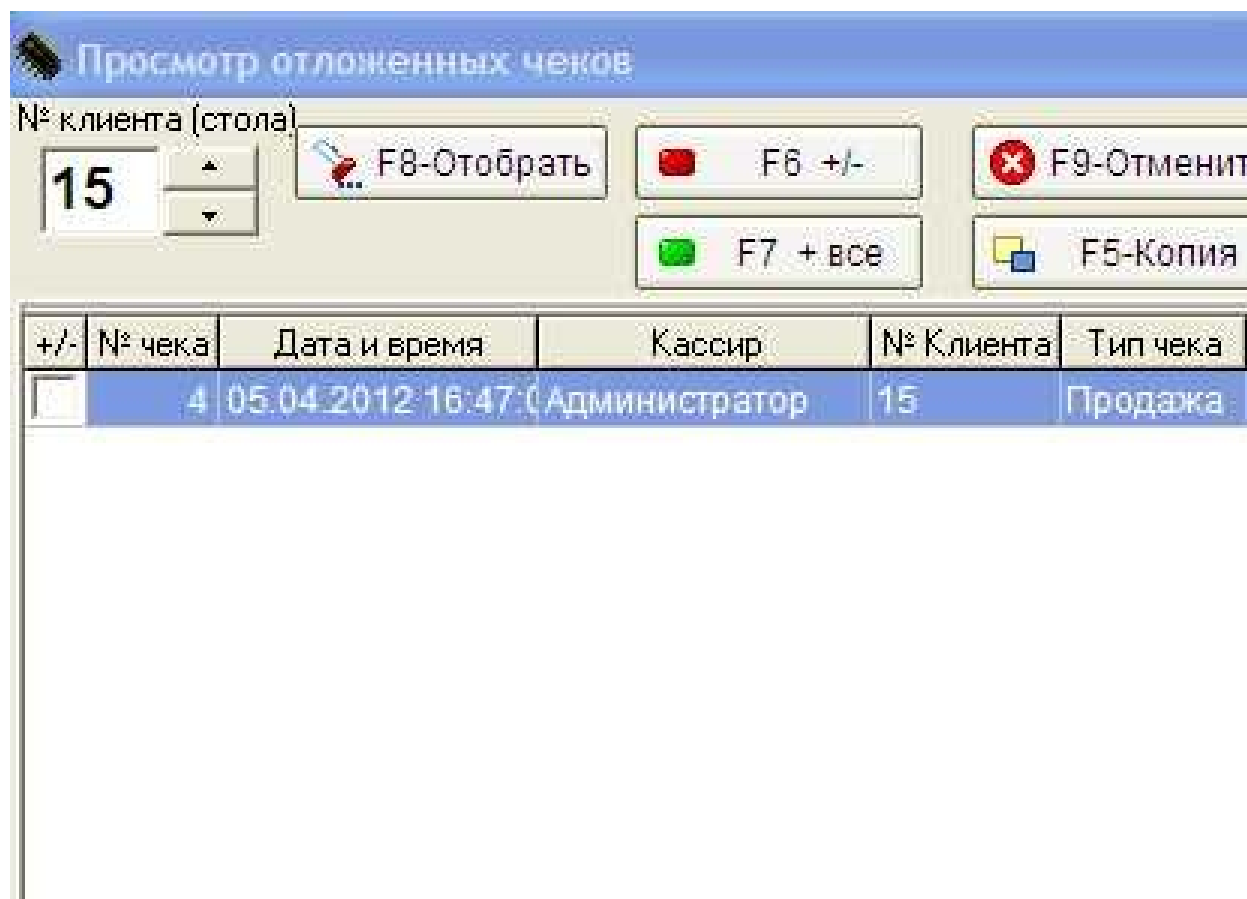 Просмотр отложенных чеков
№ клиента (стола)
15
F8-Отобрать
F6 +/-
F9-Отменит
F7 + все
F5-Копия
+/- № чека Дата и время Кассир № Клиента Тип чека
4 05.04.2012 16:47:0 Администратор 15 Продажа